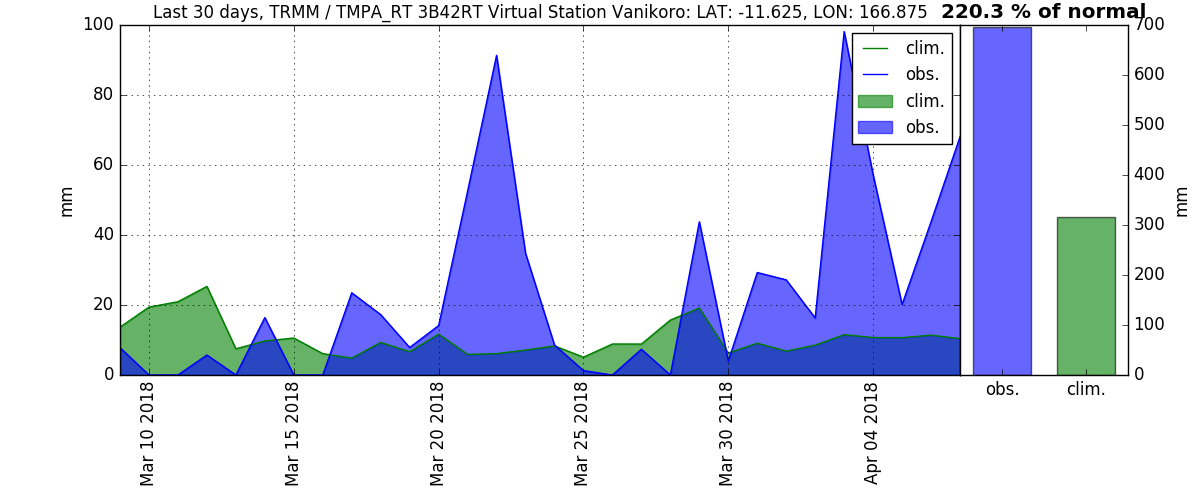 Last 30 days, TRMM / TMPA_RT 3B42RT Virtual Station Vanikoro: LAT: -11.625, LON: 166.875 220.3 % of normal
100
80
60
40
20
0
mm
clim.
obs.
clim.
obs.
700
600
500
400
300
200
100
0
mm
Mar 10 2018
Mar 15 2018
Mar 20 2018
Mar 25 2018
Mar 30 2018
Apr 04 2018
obs.
clim.